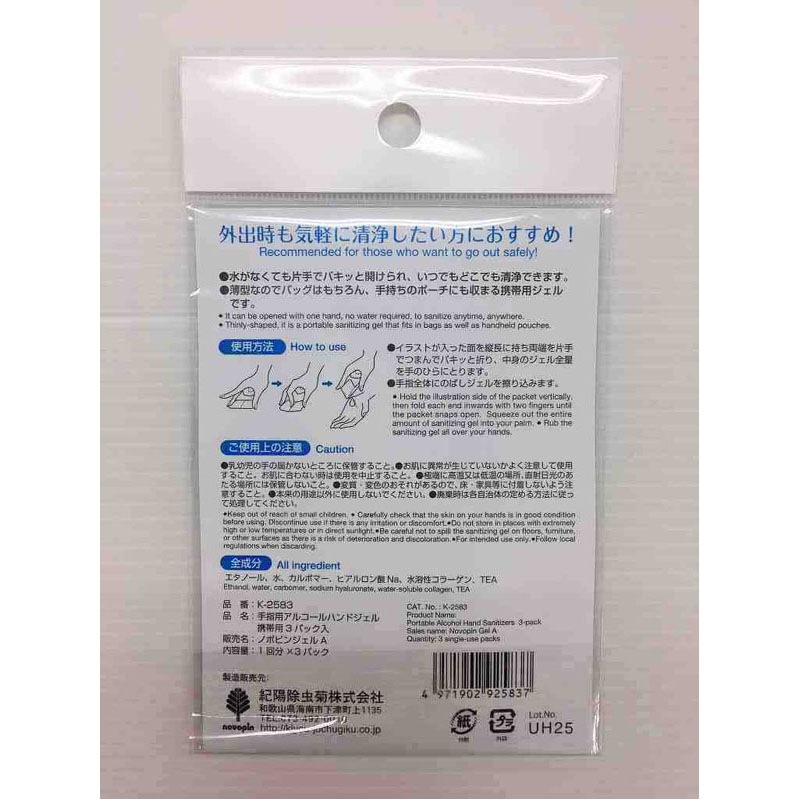 外出時も気軽に清浄したい方におすすめ！
Recommended for those who want to go out safely!
●水がなくても片手でパキッと開けられ、いつでもどこでも清浄できます。
●薄型なのでバッグはもちろん、手持ちのポーチにも収まる携帯用ジェル
です。
● It can be opened with one hand, no water required, to sanitize anytime, anywhere.
● Thinly-shaped, it is a portable sanitizing gel that fits in bags as well as handheld pouches.
使用方法 How to use
●イラストが入った面を縦長に持ち両端を片手
でつまんでパキッと折り、中身のジェル全量
を手のひらにとります。
●手指全体にのばしジェルを擦り込みます。
● Hold the illustration side of the packet vertically,
then fold each end inwards with two fingers until
the packet snaps open. Squeeze out the entire
amount of sanitizing gel into your palm. ● Rub the
sanitizing gel all over your hands.
ご使用上の注意 Caution
●乳幼児の手の届かないところに保管すること。●お肌に異常が生じていないかよく注意して使用
すること。お肌に合わない時は使用を中止すること。●極端に高温又は低温の場所、直射日光のあ
たる場所には保管しないこと。●変質・変色のおそれがあるので、床・家具等に付着しないよう注意
すること。●本来の用途以外に使用しないでください。●廃棄時は各自治体の定める方法に従っ
て処理してください。
●Keep out of reach of small children. ● Carefully check that the skin on your hands is in good condition
before using. Discontinue use if there is any irritation or discomfort.●Do not store in places with extremely
high or low temperatures or in direct sunlight.●Be careful not to spill the sanitizing gel on floors, furniture,
or other surfaces as there is a risk of deterioration and discoloration.●For intended use only.●Follow local
regulations when discarding.
全成分 All ingredient
エタノール、水、カルボマー、ヒアルロン酸Na、水溶性コラーゲン、TEA
Ethanol, water, carbomer, sodium hyaluronate, water-soluble collagen, TEA
品 番：K-2583
品 名：手指用アルコールハンドジェル
携帯用3パック入
販売名：ノボピンジェルA
内容量：1回分×3パック
CAT. No. : K-2583
Product Name:
Portable Alcohol Hand Sanitizers 3-pack
Sales name: Novopin Gel A
Quantity: 3 single-use packs
製造販売元:
紀陽除虫菊株式会社
和歌山県海南市下津町上1135
novopin
4 971902 925837
紙
プラ
Lot.No.
UH25